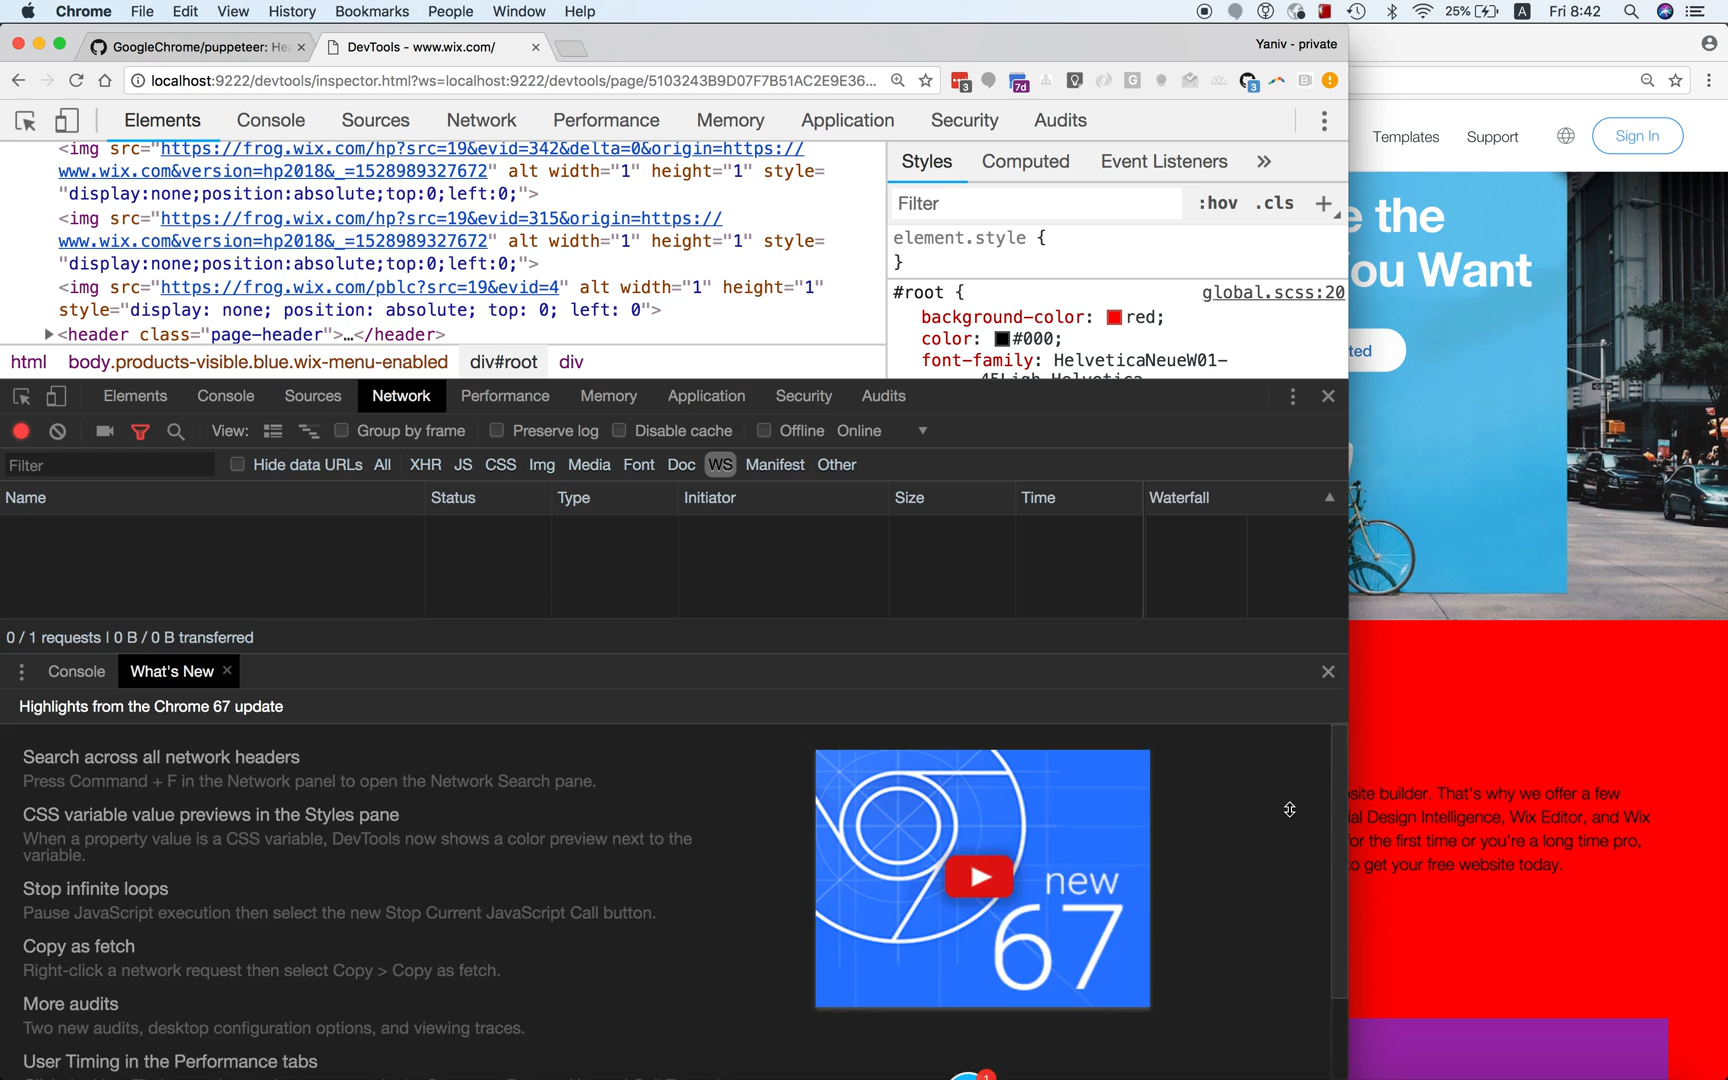 Chrome File Edit View History Bookmarks People Window Help 25% A Fri 8:42
GoogleChrome/puppeteer: He × DevTools - www.wix.com/ × Yaniv - private
localhost:9222/devtools/inspector.html?ws=localhost:9222/devtools/page/5103243B9D07F7B51AC2E9E36... 3 7d G 3
Elements Console Sources Network Performance Memory Application Security Audits
Templates Support Sign In
<img src="https://frog.wix.com/hp?src=19&evid=342&delta=0&origin=https://
www.wix.com&version=hp2018&_=1528989327672" alt width="1" height="1" style=
"display:none;position:absolute;top:0;left:0;">
<img src="https://frog.wix.com/hp?src=19&evid=315&origin=https://
www.wix.com&version=hp2018&_=1528989327672" alt width="1" height="1" style=
"display:none;position:absolute;top:0;left:0;">
<img src="https://frog.wix.com/pblc?src=19&evid=4" alt width="1" height="1"
style="display: none; position: absolute; top: 0; left: 0">
▶<header class="page-header">…</header>
html body.products-visible.blue.wix-menu-enabled div#root div
Styles Computed Event Listeners »
Filter :hov .cls +
element.style {
}
#root { global.scss:20
background-color: red;
color: #000;
font-family: HelveticaNeueW01-
e the
ou Want
ted
Elements Console Sources Network Performance Memory Application Security Audits
View: Group by frame Preserve log Disable cache Offline Online ▼
Filter Hide data URLs All XHR JS CSS Img Media Font Doc WS Manifest Other
Name Status Type Initiator Size Time Waterfall ▲
0 / 1 requests | 0 B / 0 B transferred
Console What's New ×
Highlights from the Chrome 67 update
Search across all network headers
Press Command + F in the Network panel to open the Network Search pane.
CSS variable value previews in the Styles pane
When a property value is a CSS variable, DevTools now shows a color preview next to the
variable.
Stop infinite loops
Pause JavaScript execution then select the new Stop Current JavaScript Call button.
Copy as fetch
Right-click a network request then select Copy > Copy as fetch.
More audits
Two new audits, desktop configuration options, and viewing traces.
User Timing in the Performance tabs
new
67
1
site builder. That's why we offer a few
ial Design Intelligence, Wix Editor, and Wix
or the first time or you're a long time pro,
o get your free website today.